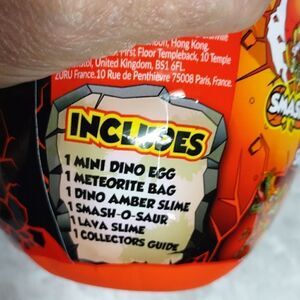 Hong Kong.
First Floor Templeback, 10 Temple
United Kingdom, BS1 6FL.
ZURU France. 10 Rue de Penthièvre 75008 Paris, France.
SMASH
INCLUDES
1 MINI DINO EGG
1 METEORITE BAG
1 DINO AMBER SLIME
1 SMASH-O-SAUR
1 LAVA SLIME
1 COLLECTORS GUIDE